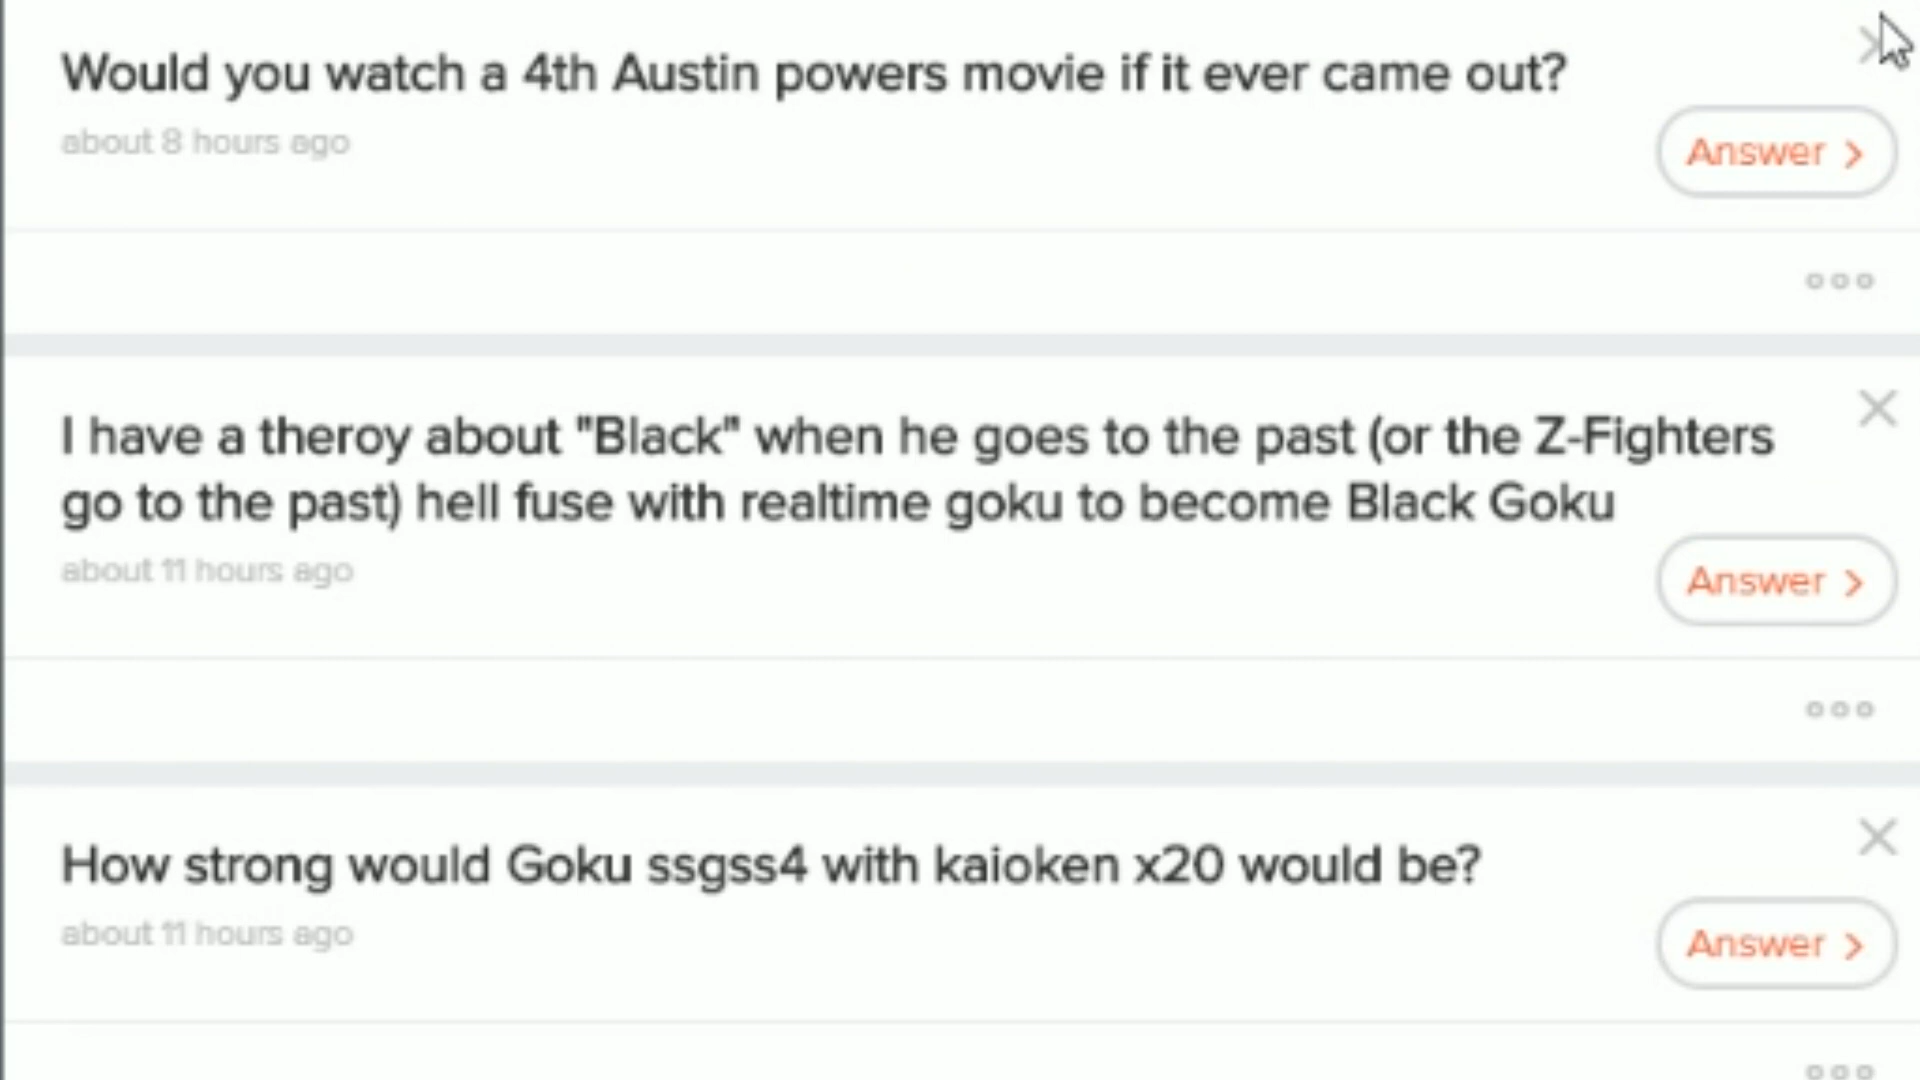 Would you watch a 4th Austin powers movie if it ever came out?
about 8 hours ago
Answer >
I have a theroy about "Black" when he goes to the past (or the Z-Fighters
go to the past) hell fuse with realtime goku to become Black Goku
about 11 hours ago
Answer >
How strong would Goku ssgss4 with kaioken x20 would be?
about 11 hours ago
Answer >